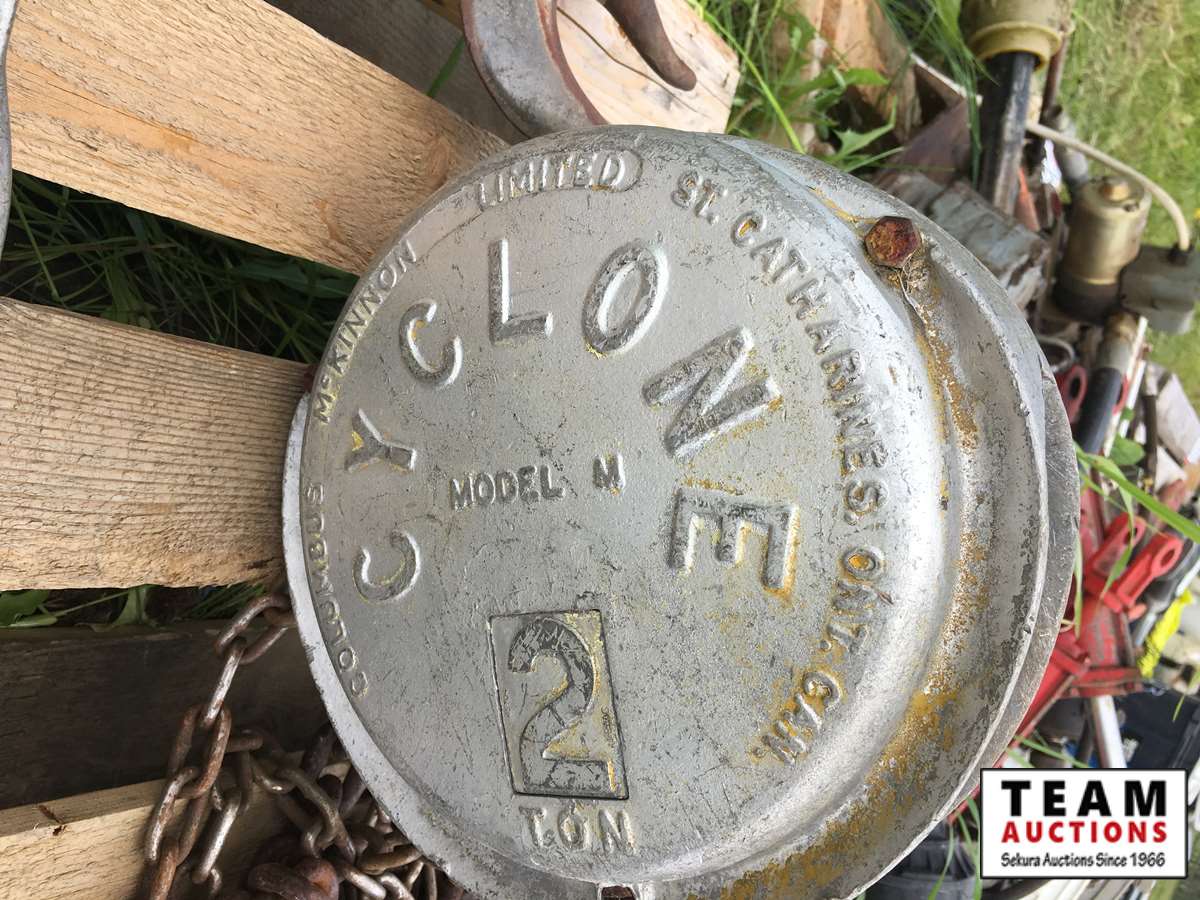 COLUMBUS McKINNON LIMITED ST. CATHARINES. ONT. CAN.
CYCLONE
MODEL M
2
TON
TEAM
AUCTIONS
Sekura Auctions Since 1966